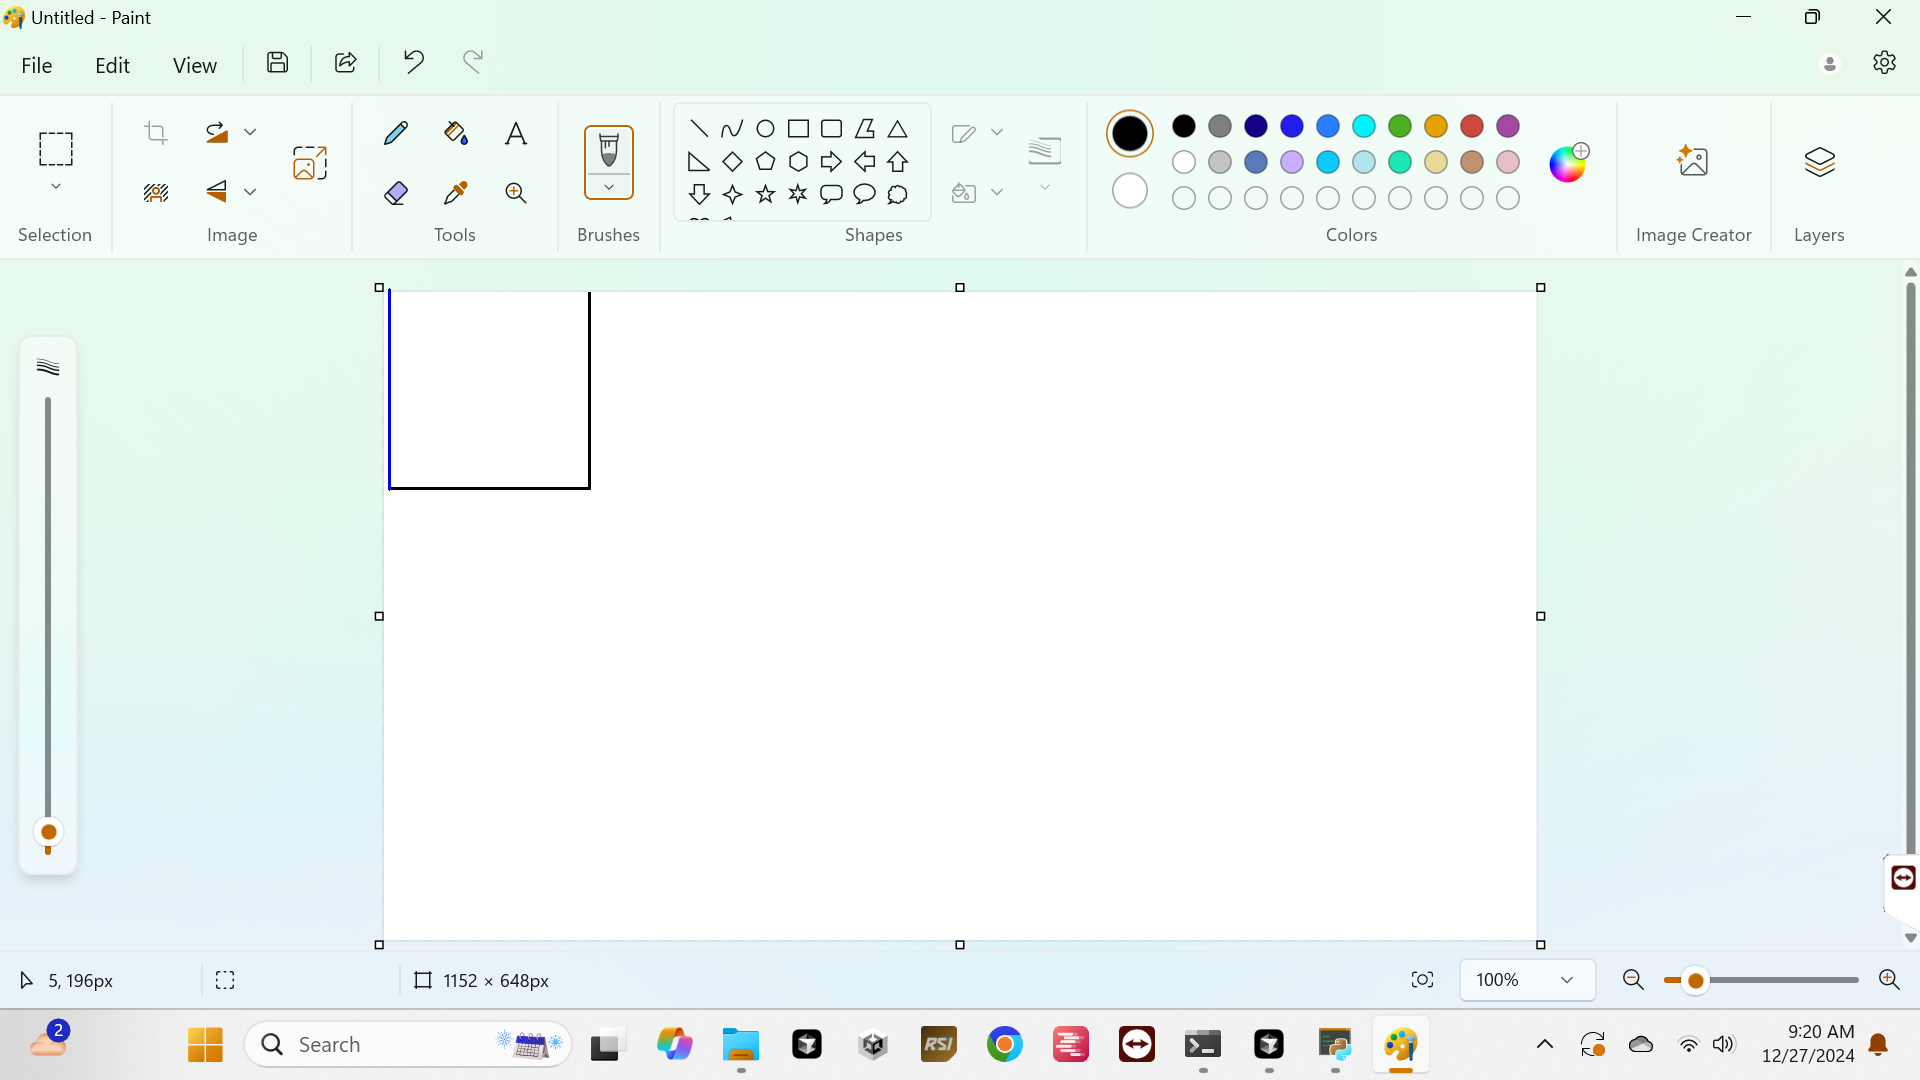 Untitled - Paint
File Edit View
Selection Image Tools Brushes Shapes Colors Image Creator Layers
5, 196px 1152 × 648px 100%
2 Search RSI 9:20 AM
12/27/2024